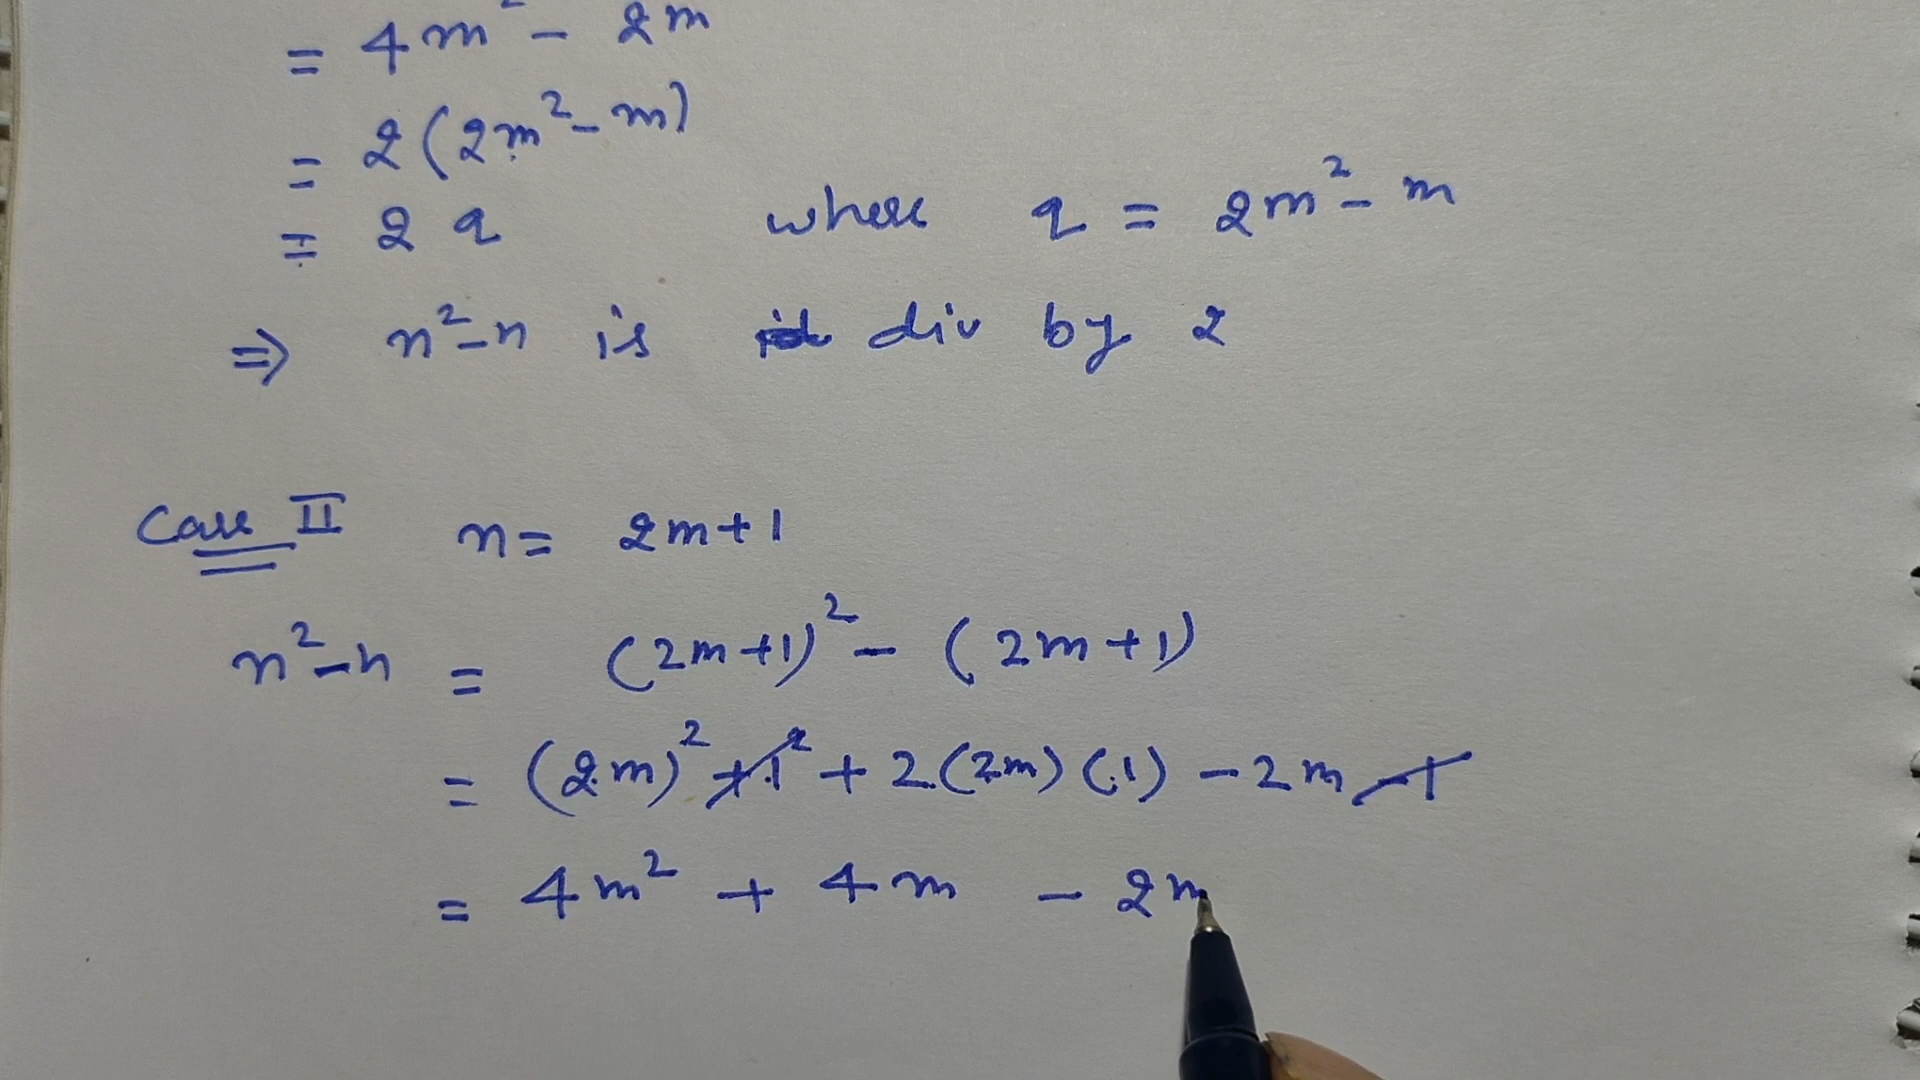 = 4m² - 2m
= 2(2m² - m)
= 2q where q = 2m² - m
⇒ n² - n is div by 2
Case II n = 2m+1
n² - n = (2m+1)² - (2m+1)
= (2m)² + 1² + 2(2m)(1) - 2m - 1
= 4m² + 4m - 2m